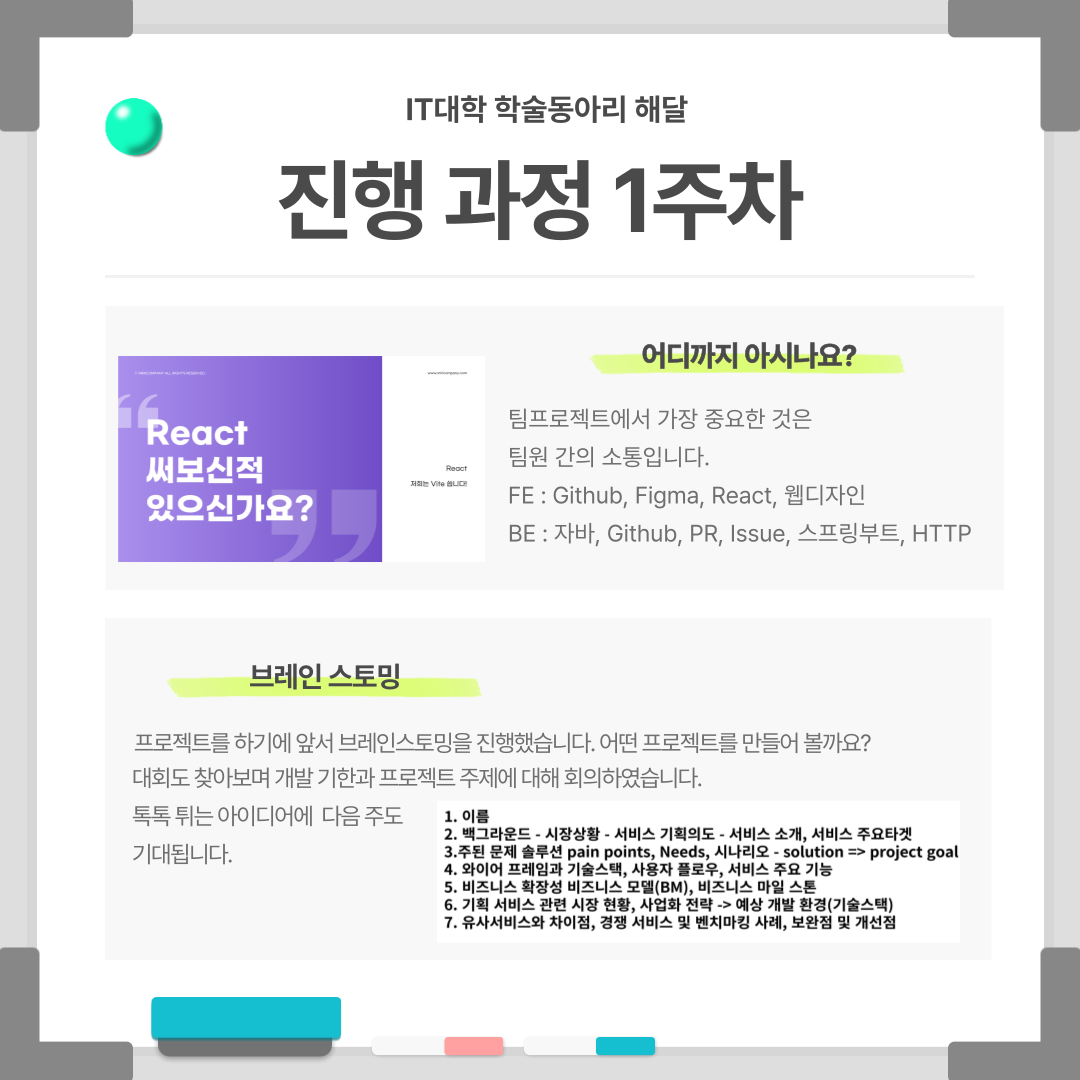 IT대학 학술동아리 해달
진행 과정 1주차
어디까지 아시나요?
www.miricompany.com
React
써보신적
있으신가요?
React
저희는 Vite 씁니다!
팀프로젝트에서 가장 중요한 것은
팀원 간의 소통입니다.
FE : Github, Figma, React, 웹디자인
BE : 자바, Github, PR, Issue, 스프링부트, HTTP
브레인 스토밍
프로젝트를 하기에 앞서 브레인스토밍을 진행했습니다. 어떤 프로젝트를 만들어 볼까요?
대회도 찾아보며 개발 기한과 프로젝트 주제에 대해 회의하였습니다.
톡톡 튀는 아이디어에 다음 주도
기대됩니다.
1. 이름
2. 백그라운드 - 시장상황 - 서비스 기획의도 - 서비스 소개, 서비스 주요타겟
3.주된 문제 솔루션 pain points, Needs, 시나리오 - solution => project goal
4. 와이어 프레임과 기술스택, 사용자 플로우, 서비스 주요 기능
5. 비즈니스 확장성 비즈니스 모델(BM), 비즈니스 마일 스톤
6. 기획 서비스 관련 시장 현황, 사업화 전략 -> 예상 개발 환경(기술스택)
7. 유사서비스와 차이점, 경쟁 서비스 및 벤치마킹 사례, 보완점 및 개선점